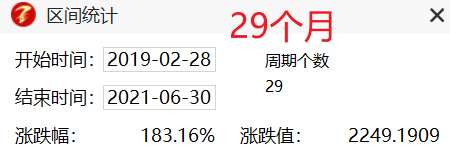 区间统计
29个月
开始时间: 2019-02-28
周期个数
29
结束时间: 2021-06-30
涨跌幅: 183.16% 涨跌值: 2249.1909